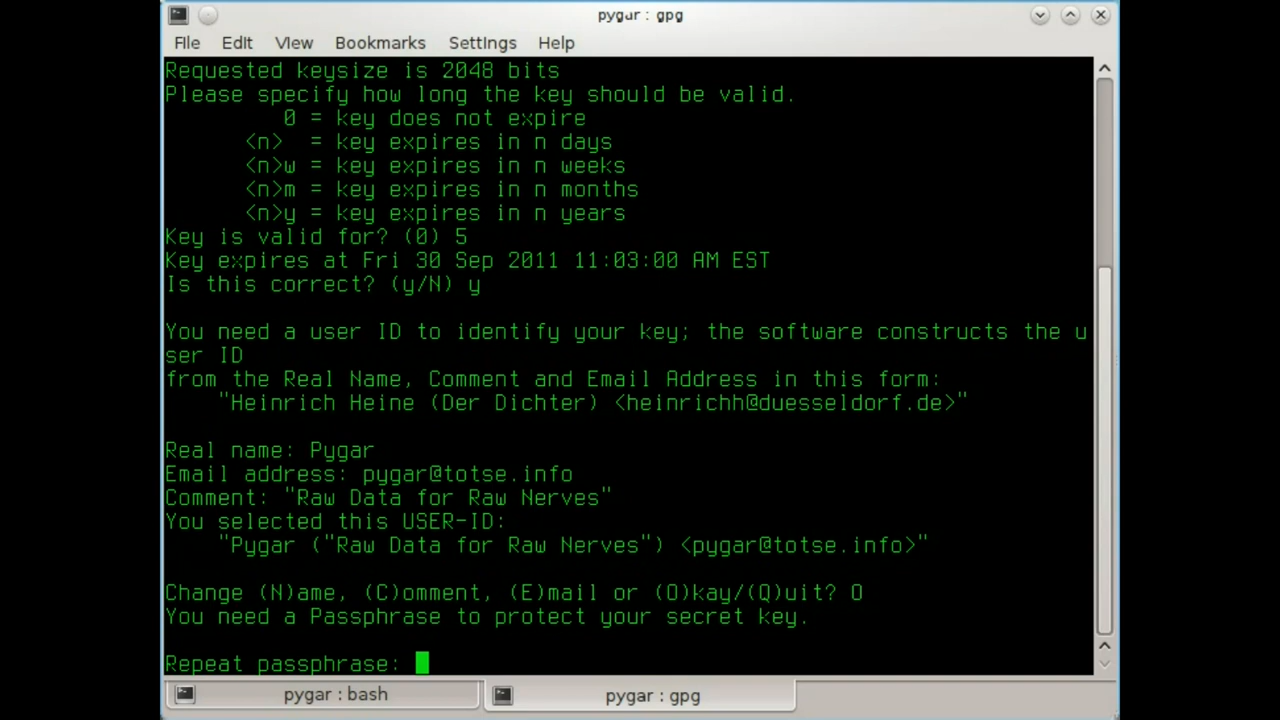 pygar : gpg
File Edit View Bookmarks Settings Help
Requested keysize is 2048 bits
Please specify how long the key should be valid.
0 = key does not expire
<n> = key expires in n days
<n>w = key expires in n weeks
<n>m = key expires in n months
<n>y = key expires in n years
Key is valid for? (0) 5
Key expires at Fri 30 Sep 2011 11:03:00 AM EST
Is this correct? (y/N) y
You need a user ID to identify your key; the software constructs the u
ser ID
from the Real Name, Comment and Email Address in this form:
"Heinrich Heine (Der Dichter) <heinrichh@duesseldorf.de>"
Real name: Pygar
Email address: pygar@totse.info
Comment: "Raw Data for Raw Nerves"
You selected this USER-ID:
"Pygar ("Raw Data for Raw Nerves") <pygar@totse.info>"
Change (N)ame, (C)omment, (E)mail or (O)kay/(Q)uit? O
You need a Passphrase to protect your secret key.
Repeat passphrase:
pygar : bash pygar : gpg